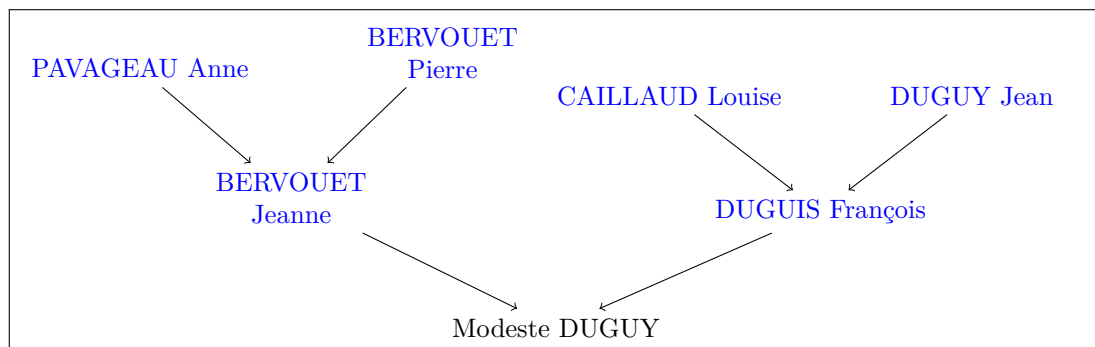 PAVAGEAU Anne
BERVOUET
Pierre
CAILLAUD Louise
DUGUY Jean
BERVOUET
Jeanne
DUGUIS François
Modeste DUGUY